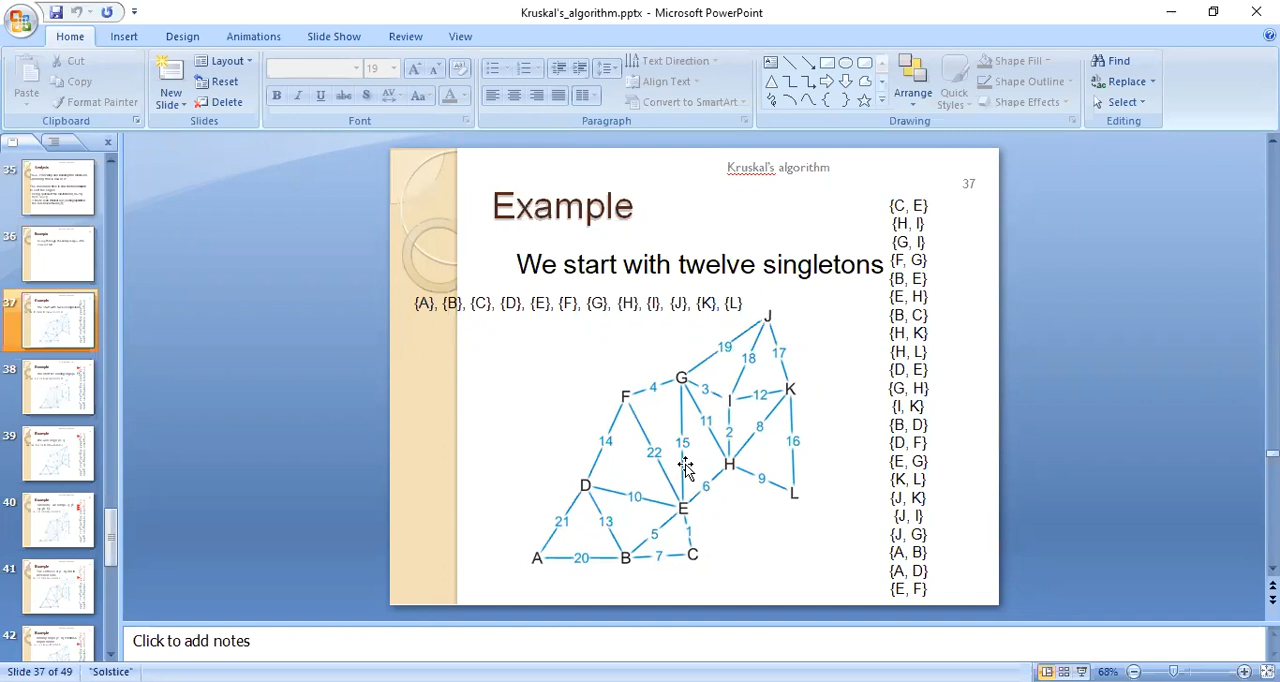 Kruskal's_algorithm.pptx - Microsoft PowerPoint
Home Insert Design Animations Slide Show Review View
Paste
Cut
Copy
Format Painter
Clipboard
New Slide
Layout
Reset
Delete
Slides
19
B I U abc S AV Aa A
Font
Text Direction
Align Text
Convert to SmartArt
Paragraph
Arrange
Quick Styles
Shape Fill
Shape Outline
Shape Effects
Drawing
Find
Replace
Select
Editing
35
36
37
38
39
40
41
42
Kruskal's algorithm
37
Example
We start with twelve singletons
{A}, {B}, {C}, {D}, {E}, {F}, {G}, {H}, {I}, {J}, {K}, {L}
{C, E}
{H, I}
{G, I}
{F, G}
{B, E}
{E, H}
{B, C}
{H, K}
{H, L}
{D, E}
{G, H}
{I, K}
{B, D}
{D, F}
{E, G}
{K, L}
{J, K}
{J, I}
{J, G}
{A, B}
{A, D}
{E, F}
J
19 18 17
G
F 4 3 I 12 K
11
14 22 15 2 8 16
H
D 10 6 9 L
E
21 13 5 1
A 20 B 7 C
Click to add notes
Slide 37 of 49 "Solstice" 68%